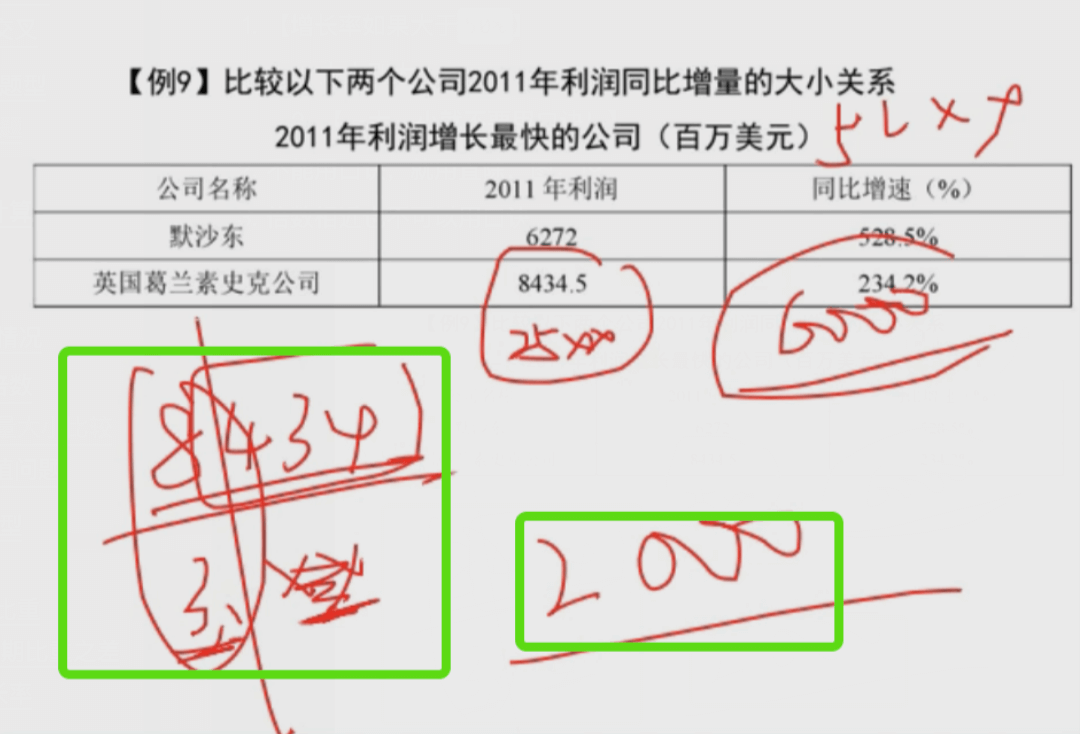 【例9】比较以下两个公司2011年利润同比增量的大小关系
2011年利润增长最快的公司（百万美元）
公司名称 2011 年利润 同比增速（%）
默沙东 6272 528.5%
英国葛兰素史克公司 8434.5 234.2%
25
6000
8434
3
2000